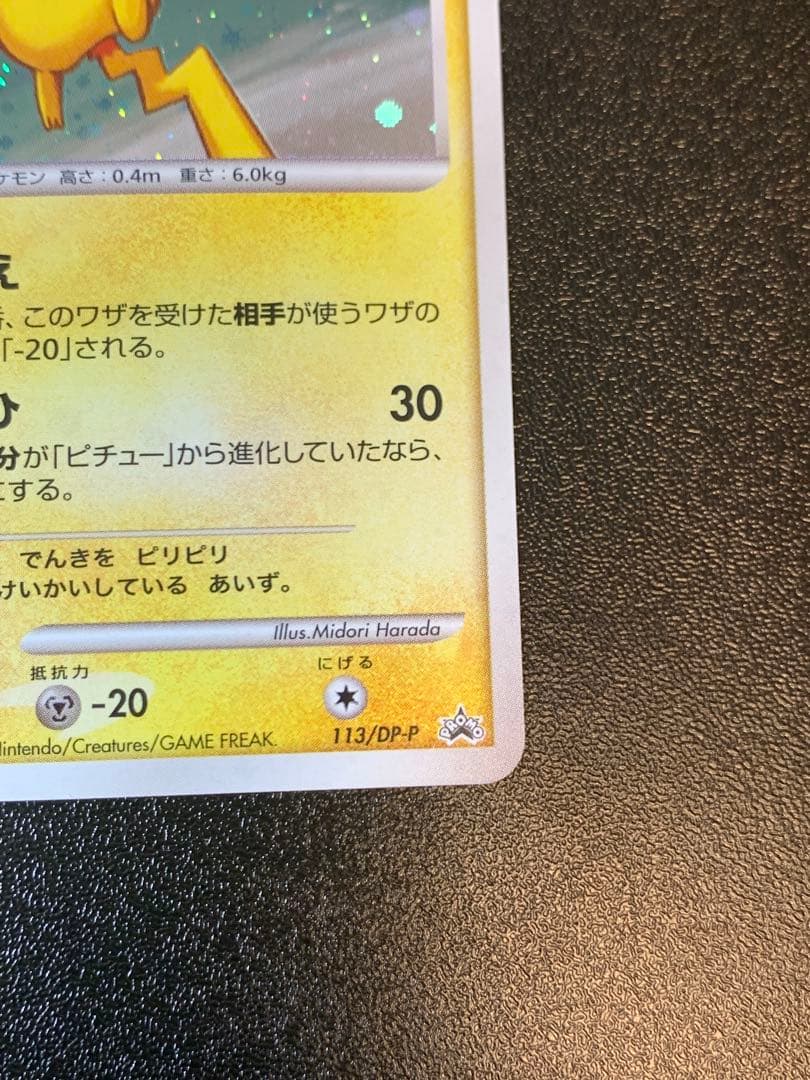 ケモン 高さ：0.4m 重さ：6.0kg
え
番、このワザを受けた相手が使うワザの
「-20」される。
ひ 30
分が「ピチュー」から進化していたなら、
にする。
でんきを ピリピリ
けいかいしている あいず。
Illus.Midori Harada
抵抗力 にげる
-20
Nintendo/Creatures/GAME FREAK.
113/DP-P PROMO